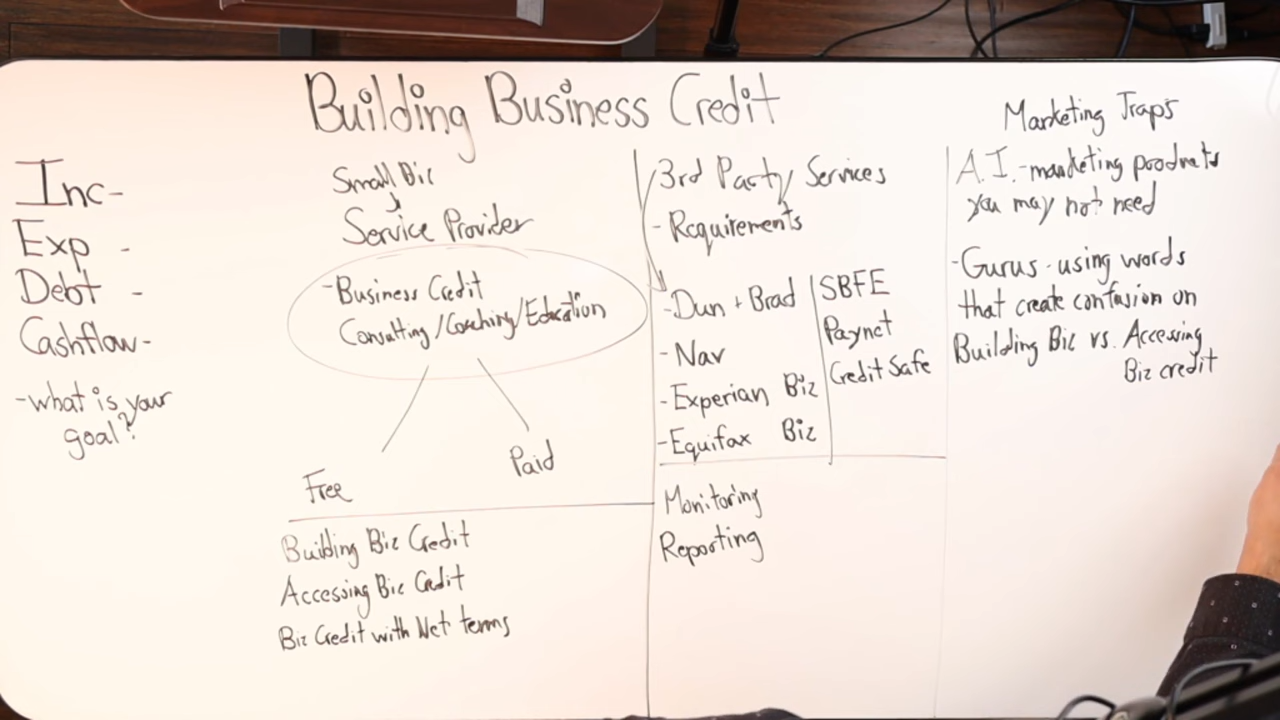 Building Business Credit
Inc-
Exp -
Debt -
Cashflow-
-what is your
goal?
Small Biz
Service Provider
-Business Credit
Consulting/Coaching/Education
Free
Paid
Building Biz Credit
Accessing Biz Credit
Biz Credit with Net terms
3rd Party Services
- Requirements
-Dun + Brad
- Nav
-Experian Biz
-Equifax Biz
SBFE
Paynet
Credit Safe
Monitoring
Reporting
Marketing Traps
A.I.-marketing products
you may not need
-Gurus-using words
that create confusion on
Building Biz vs. Accessing
Biz credit